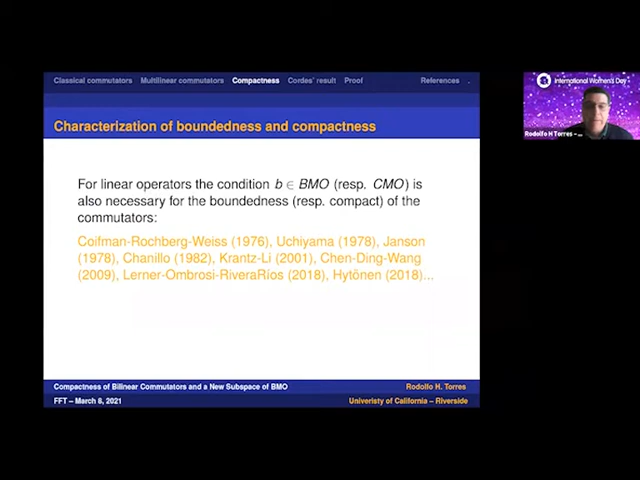 Classical commutators Multilinear commutators Compactness Cordes' result Proof References
Characterization of boundedness and compactness
For linear operators the condition b ∈ BMO (resp. CMO) is
also necessary for the boundedness (resp. compact) of the
commutators:
Coifman-Rochberg-Weiss (1976), Uchiyama (1978), Janson
(1978), Chanillo (1982), Krantz-Li (2001), Chen-Ding-Wang
(2009), Lerner-Ombrosi-RiveraRíos (2018), Hytönen (2018)...
Compactness of Bilinear Commutators and a New Subspace of BMO Rodolfo H. Torres
FFT – March 8, 2021 Univeristy of California – Riverside
International Women's Day
Rodolfo H Torres - ...